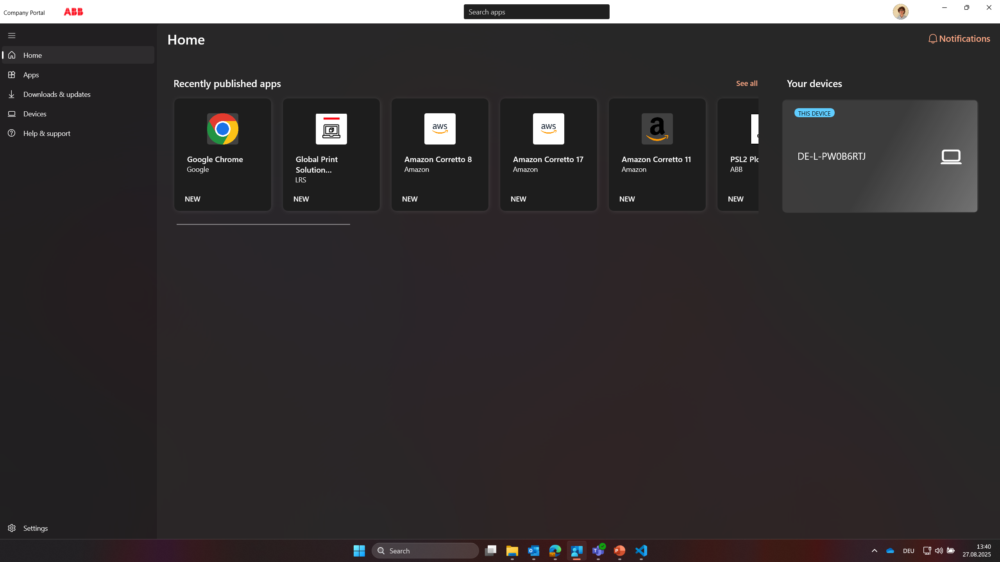 Company Portal
ABB
Search apps
Home
Notifications
Home
Apps
Downloads & updates
Devices
Help & support
Recently published apps
See all
Your devices
aws
aws
a
THIS DEVICE
DE-L-PW0B6RTJ
Google Chrome
Google
NEW
Global Print
Solution...
LRS
NEW
Amazon Corretto 8
Amazon
NEW
Amazon Corretto 17
Amazon
NEW
Amazon Corretto 11
Amazon
NEW
PSL2
ABB
NEW
Settings
Search
DEU
13:40
27.08.2025